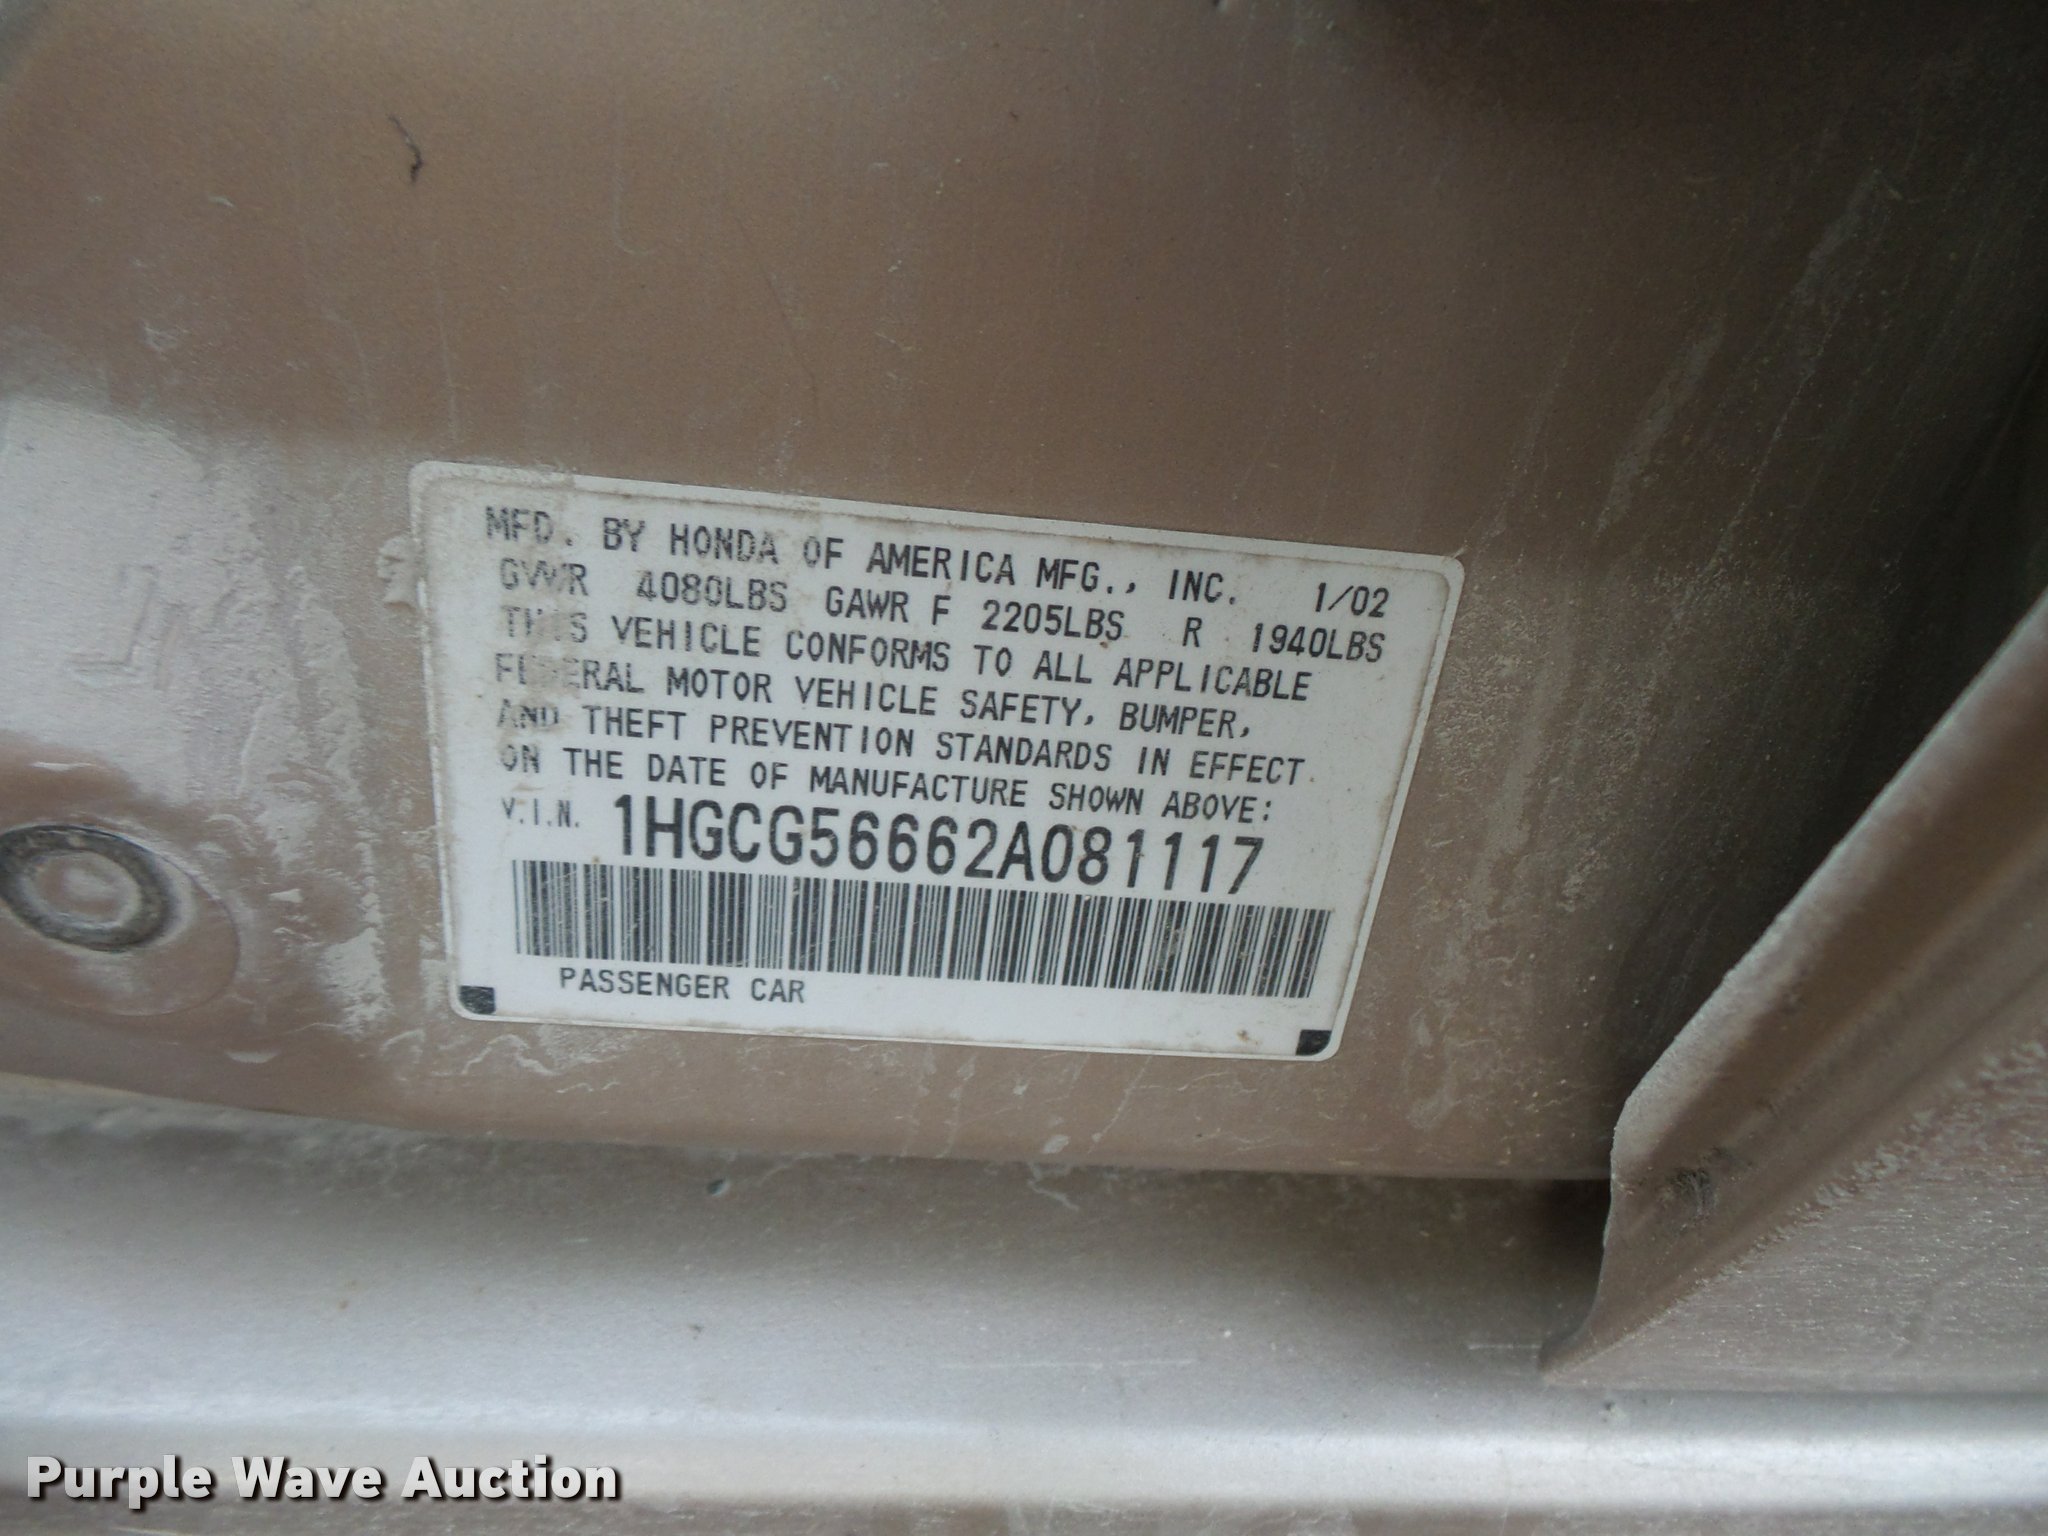 MFD. BY HONDA OF AMERICA MFG., INC. 1/02
GVWR 4080LBS GAWR F 2205LBS R 1940LBS
THIS VEHICLE CONFORMS TO ALL APPLICABLE
FEDERAL MOTOR VEHICLE SAFETY, BUMPER,
AND THEFT PREVENTION STANDARDS IN EFFECT
ON THE DATE OF MANUFACTURE SHOWN ABOVE:
V.I.N. 1HGCG56662A081117
PASSENGER CAR
Purple Wave Auction